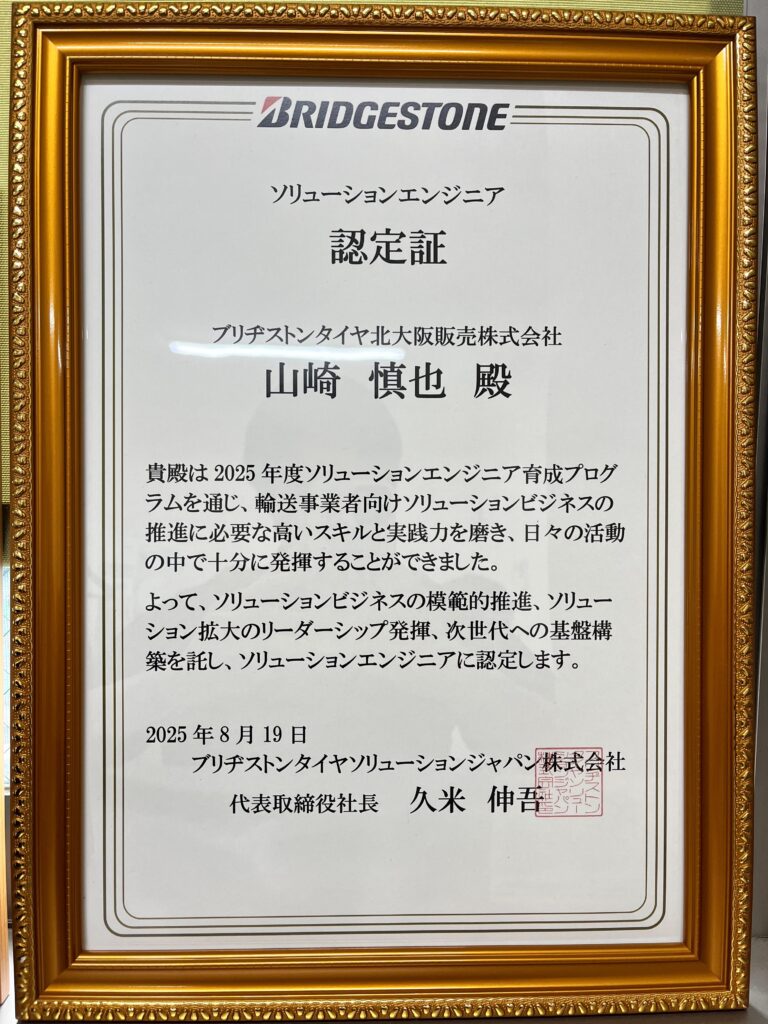 BRIDGESTONE
ソリューションエンジニア
認定証
ブリヂストンタイヤ北大阪販売株式会社
山崎 慎也 殿
貴殿は2025年度ソリューションエンジニア育成プログ
ラムを通じ、輸送事業者向けソリューションビジネスの
推進に必要な高いスキルと実践力を磨き、日々の活動
の中で十分に発揮することができました。
よって、ソリューションビジネスの模範的推進、ソリュー
ション拡大のリーダーシップ発揮、次世代への基盤構
築を託し、ソリューションエンジニアに認定します。
2025年8月19日
ブリヂストンタイヤソリューションジャパン株式会社
代表取締役社長 久米 伸吾